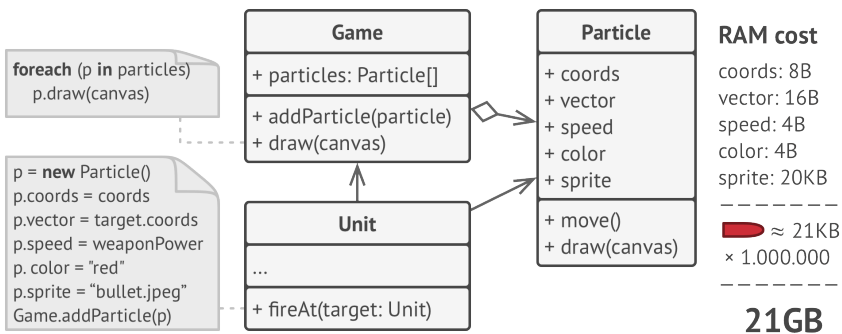 foreach (p in particles)
p.draw(canvas)
p = new Particle()
p.coords = coords
p.vector = target.coords
p.speed = weaponPower
p. color = "red"
p.sprite = “bullet.jpeg”
Game.addParticle(p)
Game
+ particles: Particle[]
+ addParticle(particle)
+ draw(canvas)
Unit
...
+ fireAt(target: Unit)
Particle
+ coords
+ vector
+ speed
+ color
+ sprite
+ move()
+ draw(canvas)
RAM cost
coords: 8B
vector: 16B
speed: 4B
color: 4B
sprite: 20KB
≈ 21KB
× 1.000.000
21GB